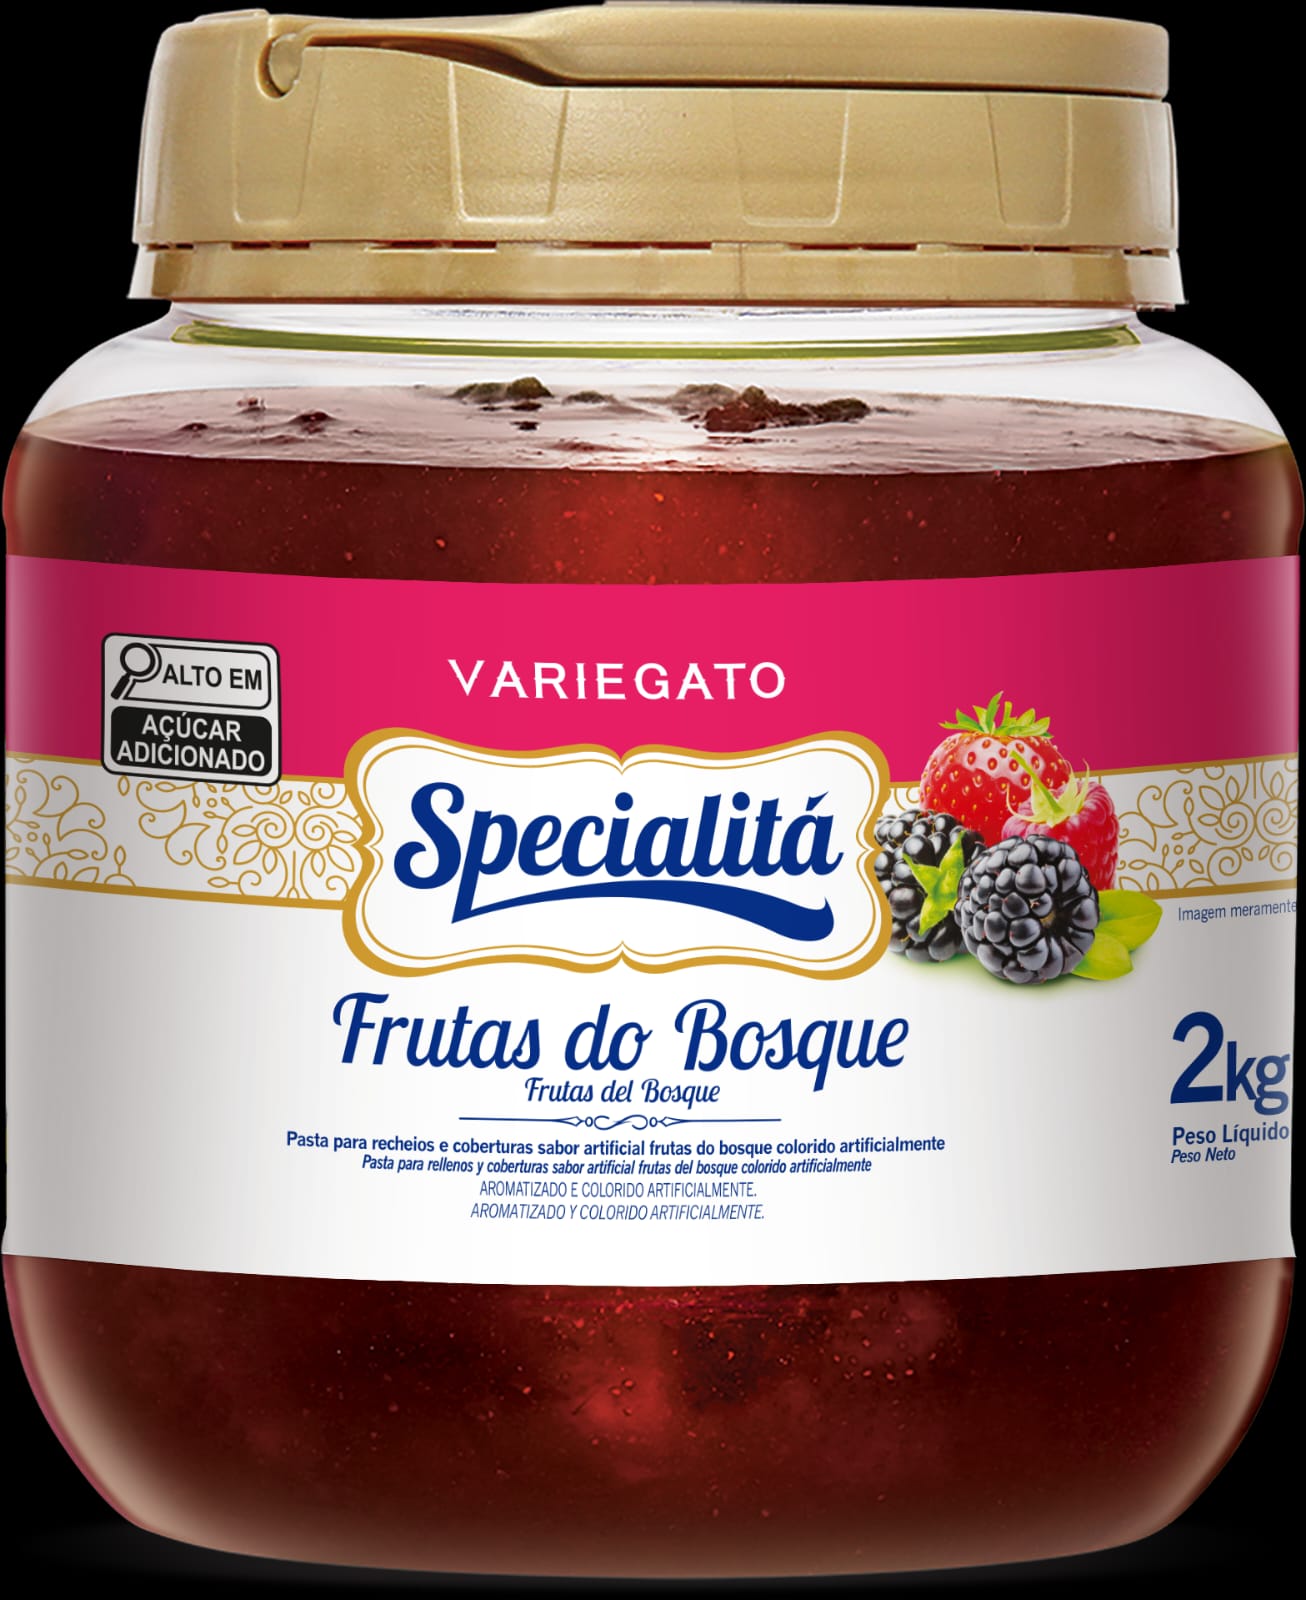 ALTO EM
AÇÚCAR
ADICIONADO
VARIEGATO
Specialitá
Imagem meramente
Frutas do Bosque
Frutas del Bosque
2kg
Peso Líquido
Peso Neto
Pasta para recheios e coberturas sabor artificial frutas do bosque colorido artificialmente
Pasta para rellenos y coberturas sabor artificial frutas del bosque colorido artificialmente
AROMATIZADO E COLORIDO ARTIFICIALMENTE.
AROMATIZADO Y COLORIDO ARTIFICIALMENTE.